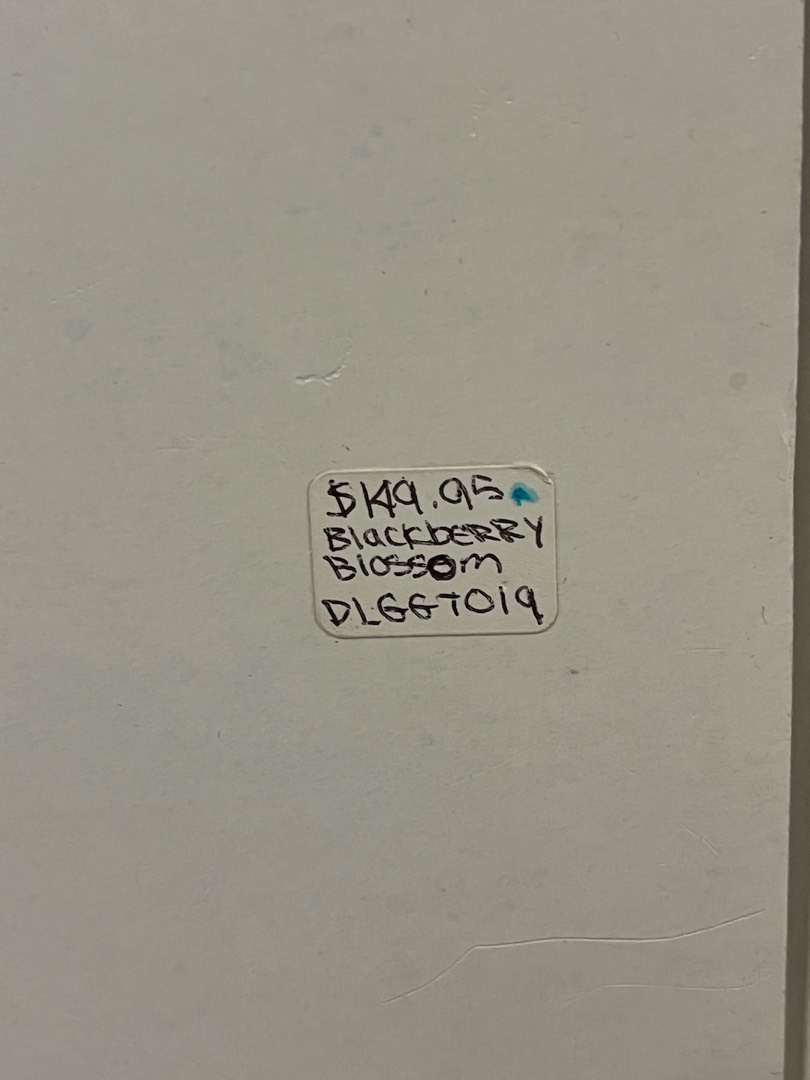 $149.95
BlackbERRY
Blossom
DLGGT019